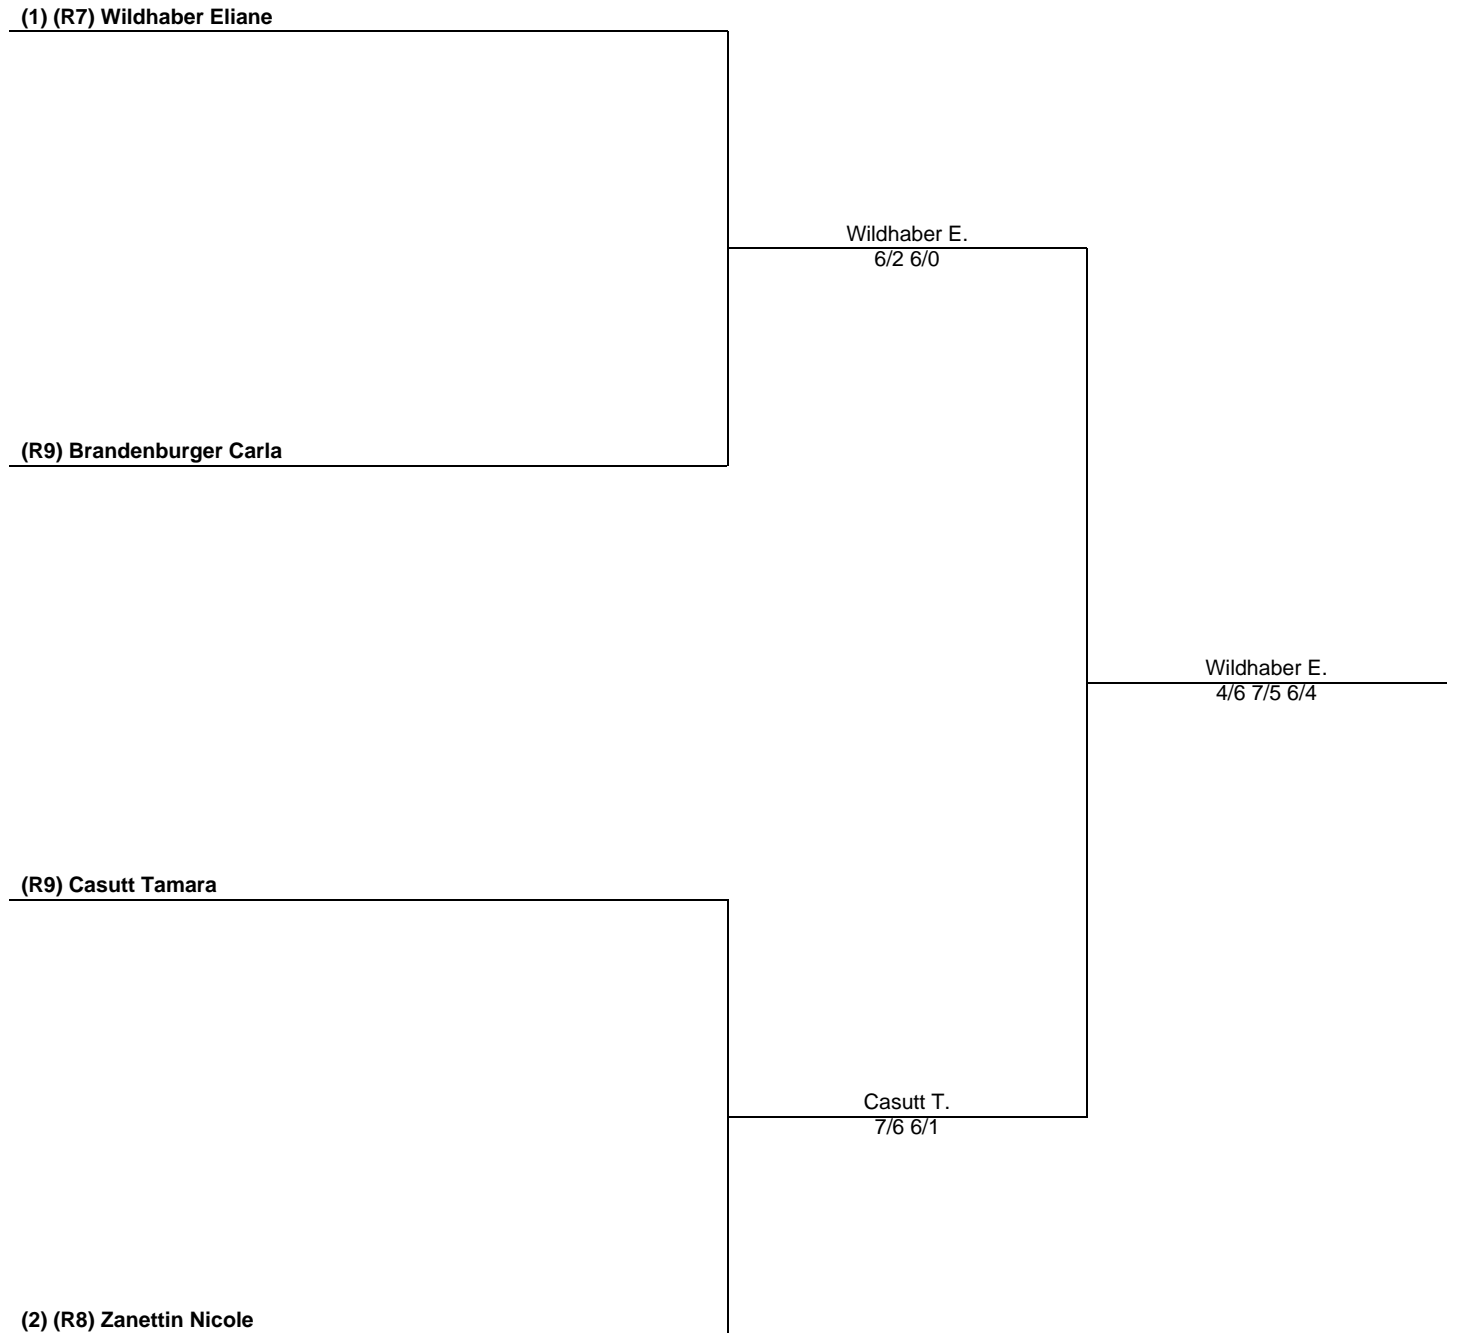 (1) (R7) Wildhaber Eliane
Wildhaber E.
6/2 6/0
(R9) Brandenburger Carla
Wildhaber E.
4/6 7/5 6/4
(R9) Casutt Tamara
Casutt T.
7/6 6/1
(2) (R8) Zanettin Nicole